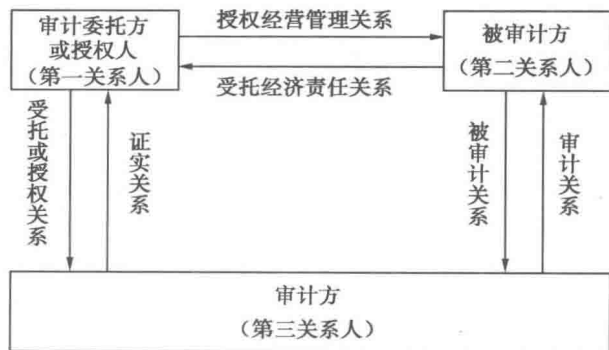 审计委托方
或授权人
（第一关系人）
授权经营管理关系
受托经济责任关系
被审计方
（第二关系人）
受托或授权关系
证实关系
被审计关系
审计关系
审计方
（第三关系人）